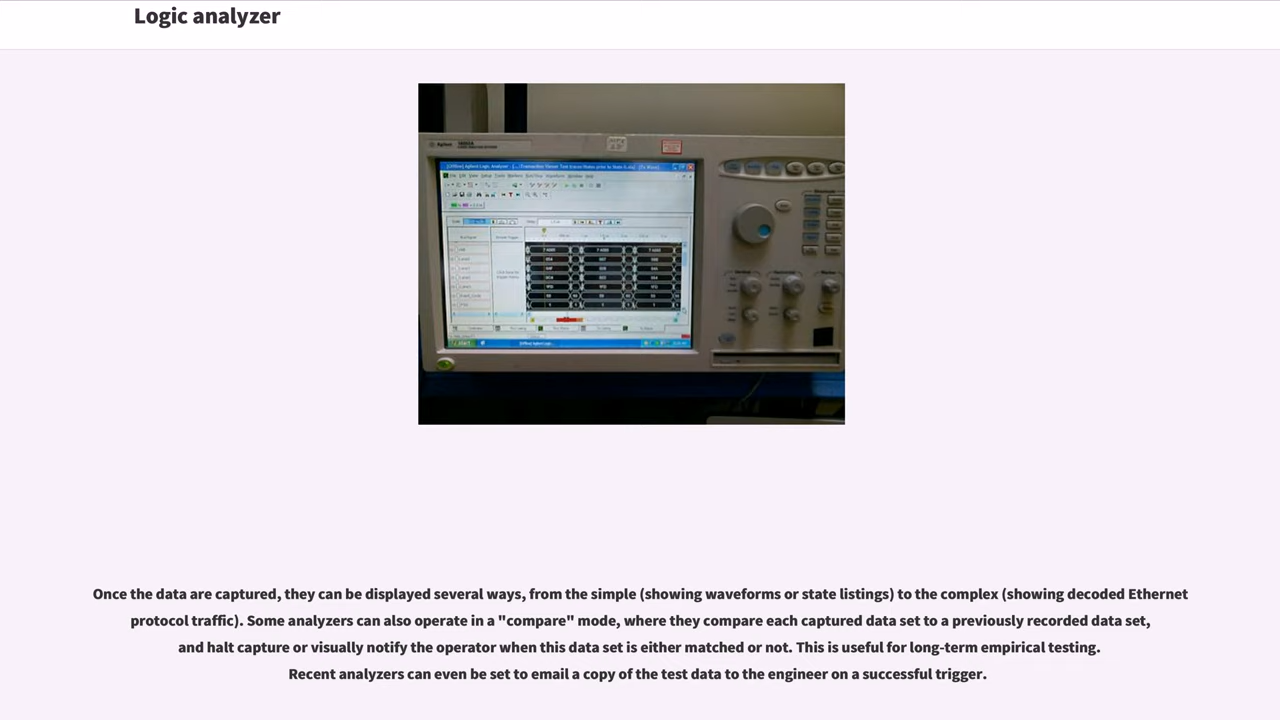 Logic analyzer
Agilent
start
Once the data are captured, they can be displayed several ways, from the simple (showing waveforms or state listings) to the complex (showing decoded Ethernet
protocol traffic). Some analyzers can also operate in a "compare" mode, where they compare each captured data set to a previously recorded data set,
and halt capture or visually notify the operator when this data set is either matched or not. This is useful for long-term empirical testing.
Recent analyzers can even be set to email a copy of the test data to the engineer on a successful trigger.